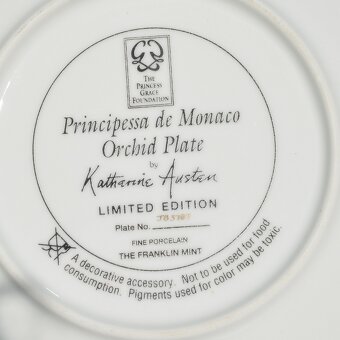 THE
PRINCESS
GRACE
FOUNDATION
Principessa de Monaco
Orchid Plate
by
Katharine Austen
LIMITED EDITION
Plate No.
FINE PORCELAIN
THE FRANKLIN MINT
A decorative accessory. Not to be used for food
consumption. Pigments used for color may be toxic.